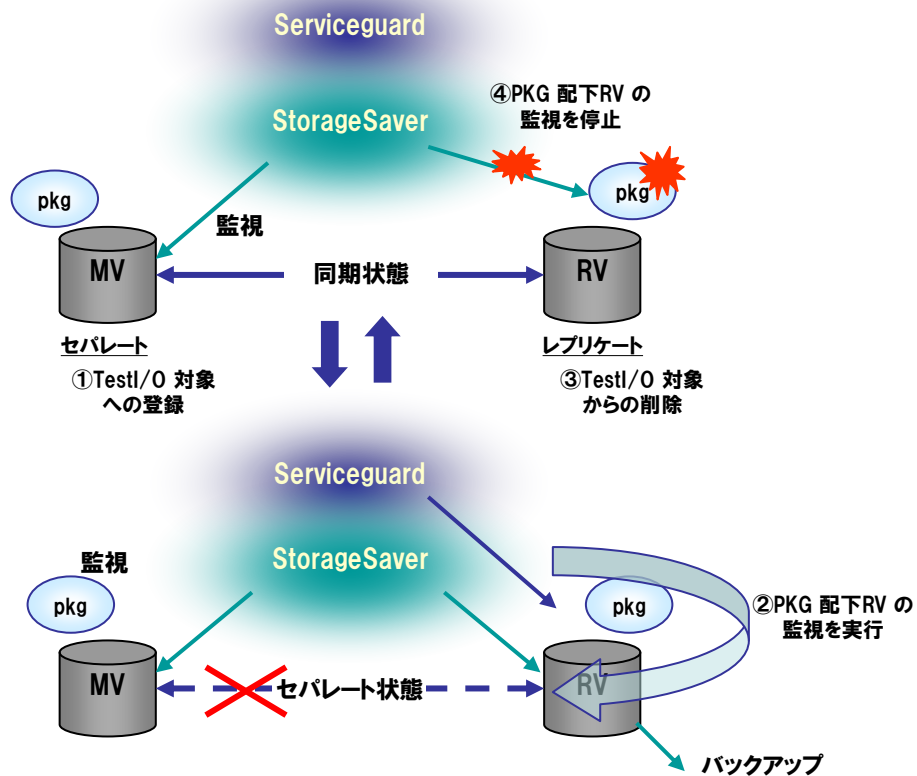 Serviceguard
StorageSaver
④PKG 配下RV の
監視を停止
pkg
pkg
監視
MV
同期状態
RV
セパレート
レプリケート
①TestI/O 対象
への登録
③TestI/O 対象
からの削除
Serviceguard
StorageSaver
監視
pkg
pkg
②PKG 配下RV の
監視を実行
MV
セパレート状態
RV
バックアップ